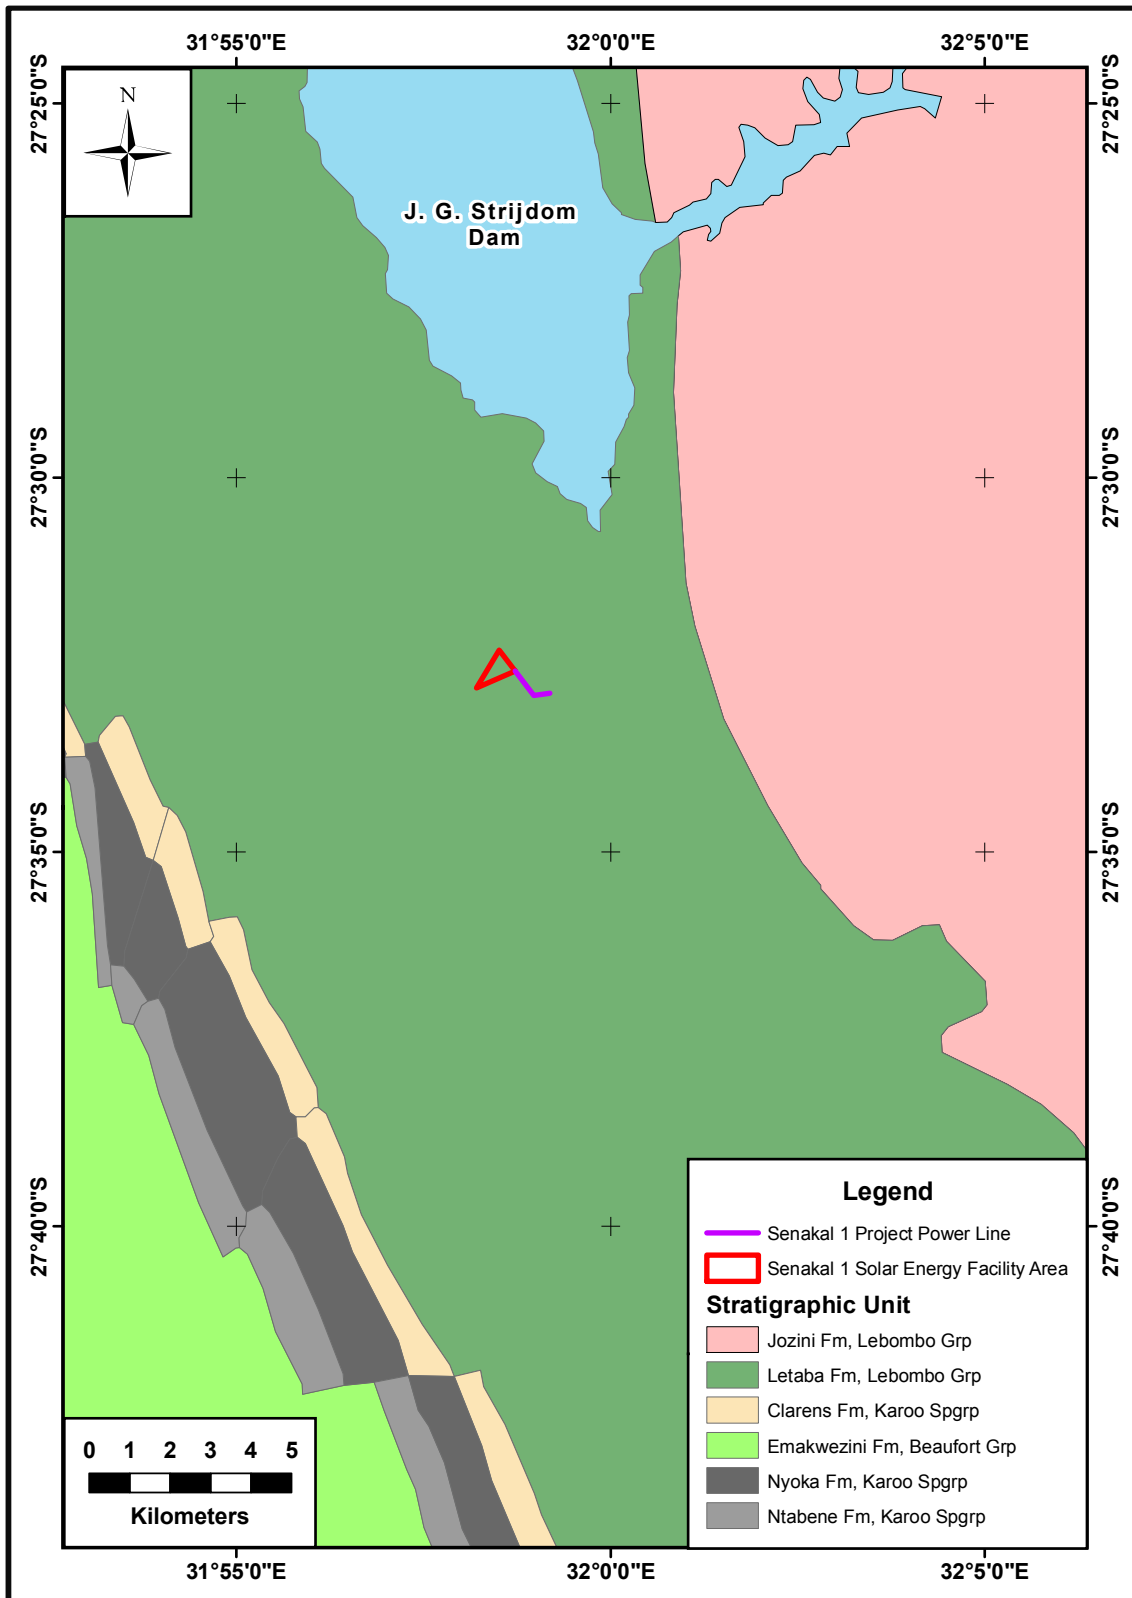 31°55'0"E
32°0'0"E
32°5'0"E
27°25'0"S
27°25'0"S
N
J. G. Strijdom
Dam
27°30'0"S
27°30'0"S
27°35'0"S
27°35'0"S
27°40'0"S
27°40'0"S
Legend
Senakal 1 Project Power Line
Senakal 1 Solar Energy Facility Area
Stratigraphic Unit
Jozini Fm, Lebombo Grp
Letaba Fm, Lebombo Grp
Clarens Fm, Karoo Spgrp
Emakwezini Fm, Beaufort Grp
Nyoka Fm, Karoo Spgrp
Ntabene Fm, Karoo Spgrp
0 1 2 3 4 5
Kilometers
31°55'0"E
32°0'0"E
32°5'0"E